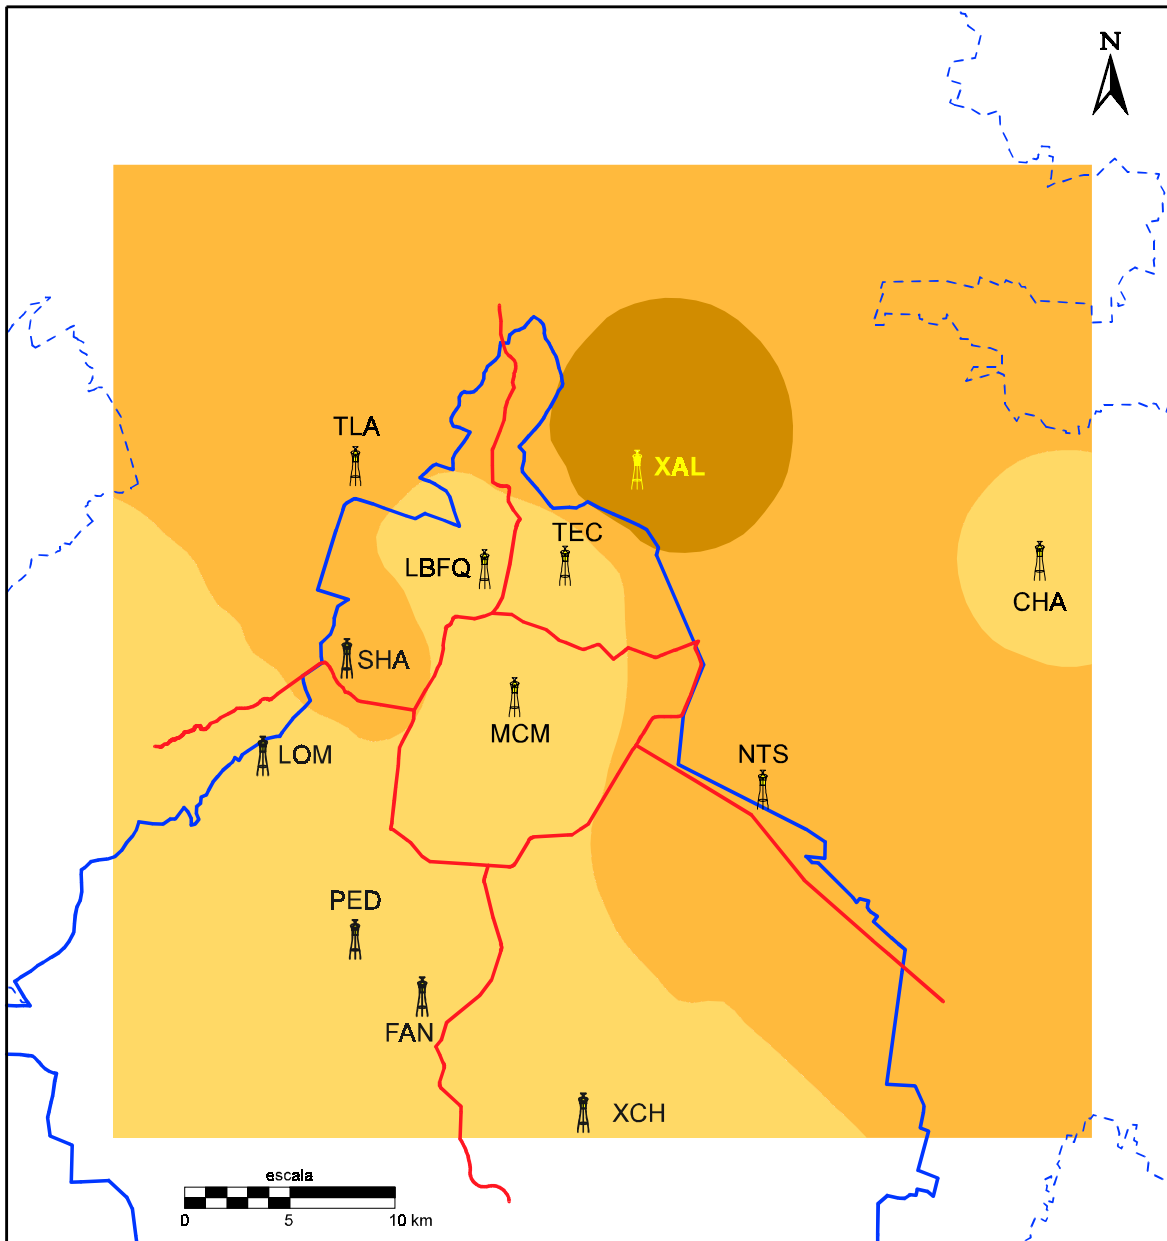 N
TLA
XAL
TEC
LBFQ
CHA
SHA
MCM
LOM
NTS
PED
FAN
XCH
escala
0 5 10 km